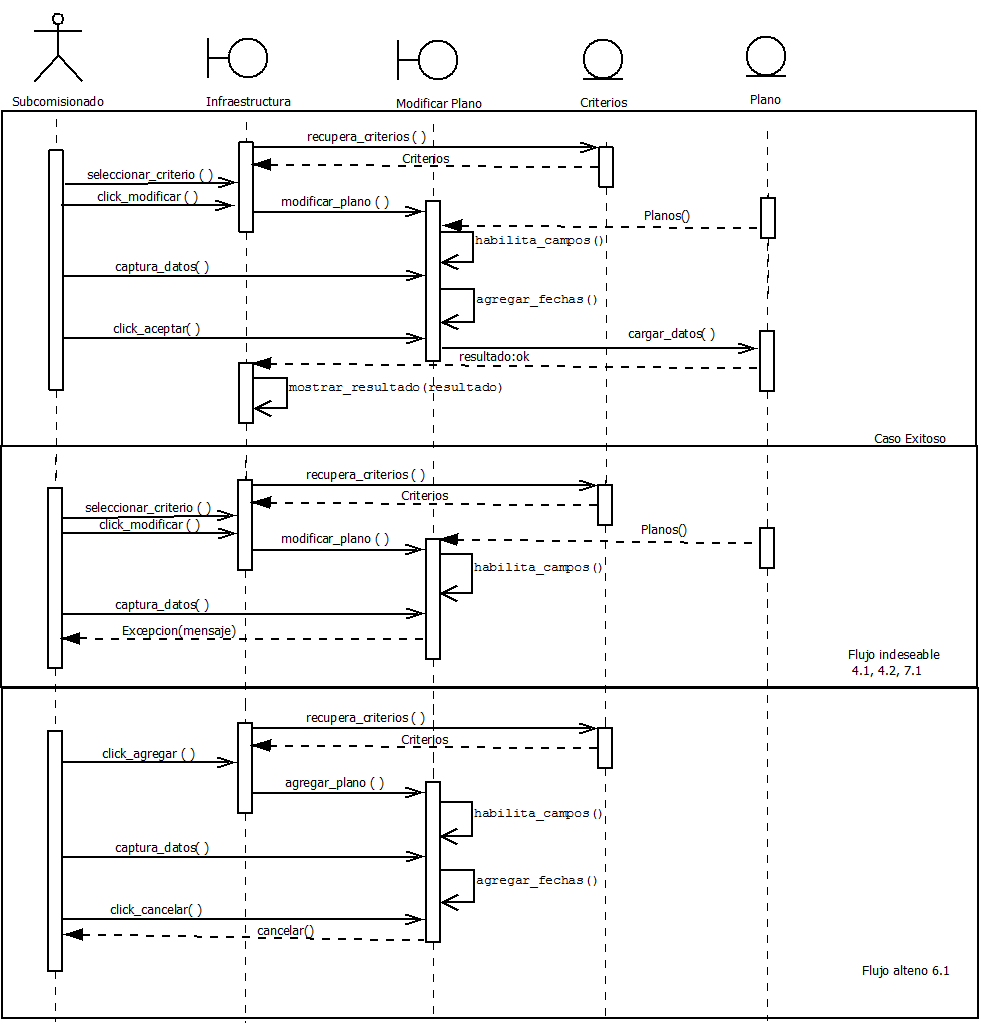 Subcomisionado
Infraestructura
Modificar Plano
Criterios
Plano
recupera_criterios ( )
Criterios
seleccionar_criterio ( )
click_modificar ( )
modificar_plano ( )
Planos()
habilita_campos()
captura_datos( )
agregar_fechas()
click_aceptar( )
cargar_datos( )
resultado:ok
mostrar_resultado(resultado)
Caso Exitoso
recupera_criterios ( )
Criterios
seleccionar_criterio ( )
click_modificar ( )
Planos()
modificar_plano ( )
habilita_campos()
captura_datos( )
Excepcion(mensaje)
Flujo indeseable
4.1, 4.2, 7.1
recupera_criterios ( )
Criterios
click_agregar ( )
agregar_plano ( )
habilita_campos()
captura_datos( )
agregar_fechas()
click_cancelar( )
cancelar()
Flujo alteno 6.1